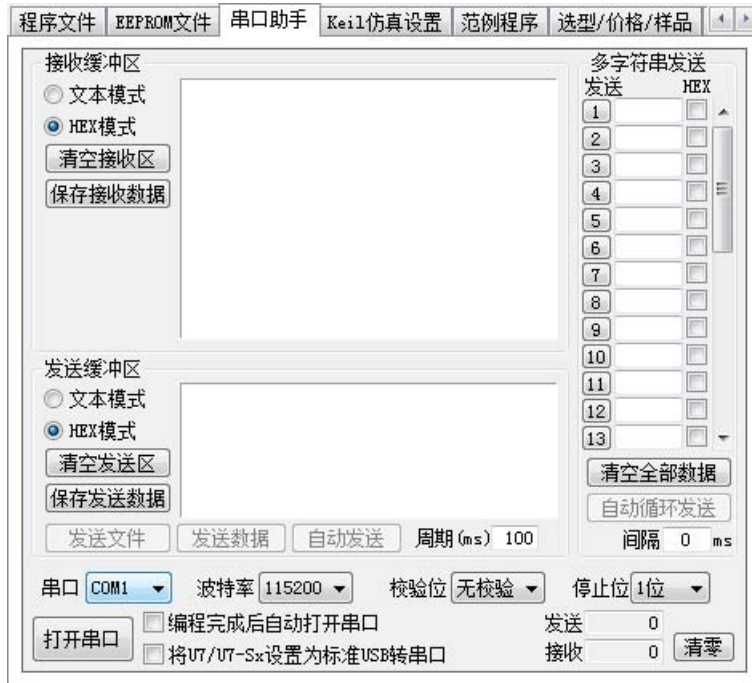 程序文件 EEPROM文件 串口助手 Keil仿真设置 范例程序 选型/价格/样品
接收缓冲区
文本模式
HEX模式
清空接收区
保存接收数据
发送缓冲区
文本模式
HEX模式
清空发送区
保存发送数据
发送文件 发送数据 自动发送 周期(ms) 100
多字符串发送
发送 HEX
1
2
3
4
5
6
7
8
9
10
11
12
13
清空全部数据
自动循环发送
间隔 0 ms
串口 COM1 波特率 115200 校验位 无校验 停止位 1位
打开串口
编程完成后自动打开串口
将U7/U7-Sx设置为标准USB转串口
发送 0
接收 0
清零